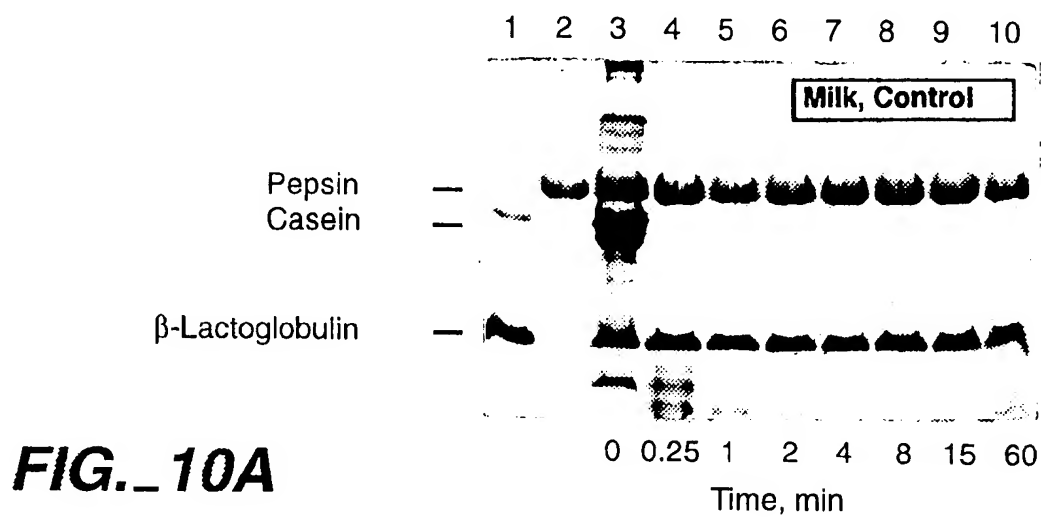 1 2 3 4 5 6 7 8 9 10
Milk, Control
Pepsin
Casein
β-Lactoglobulin
0 0.25 1 2 4 8 15 60
Time, min
FIG._10A